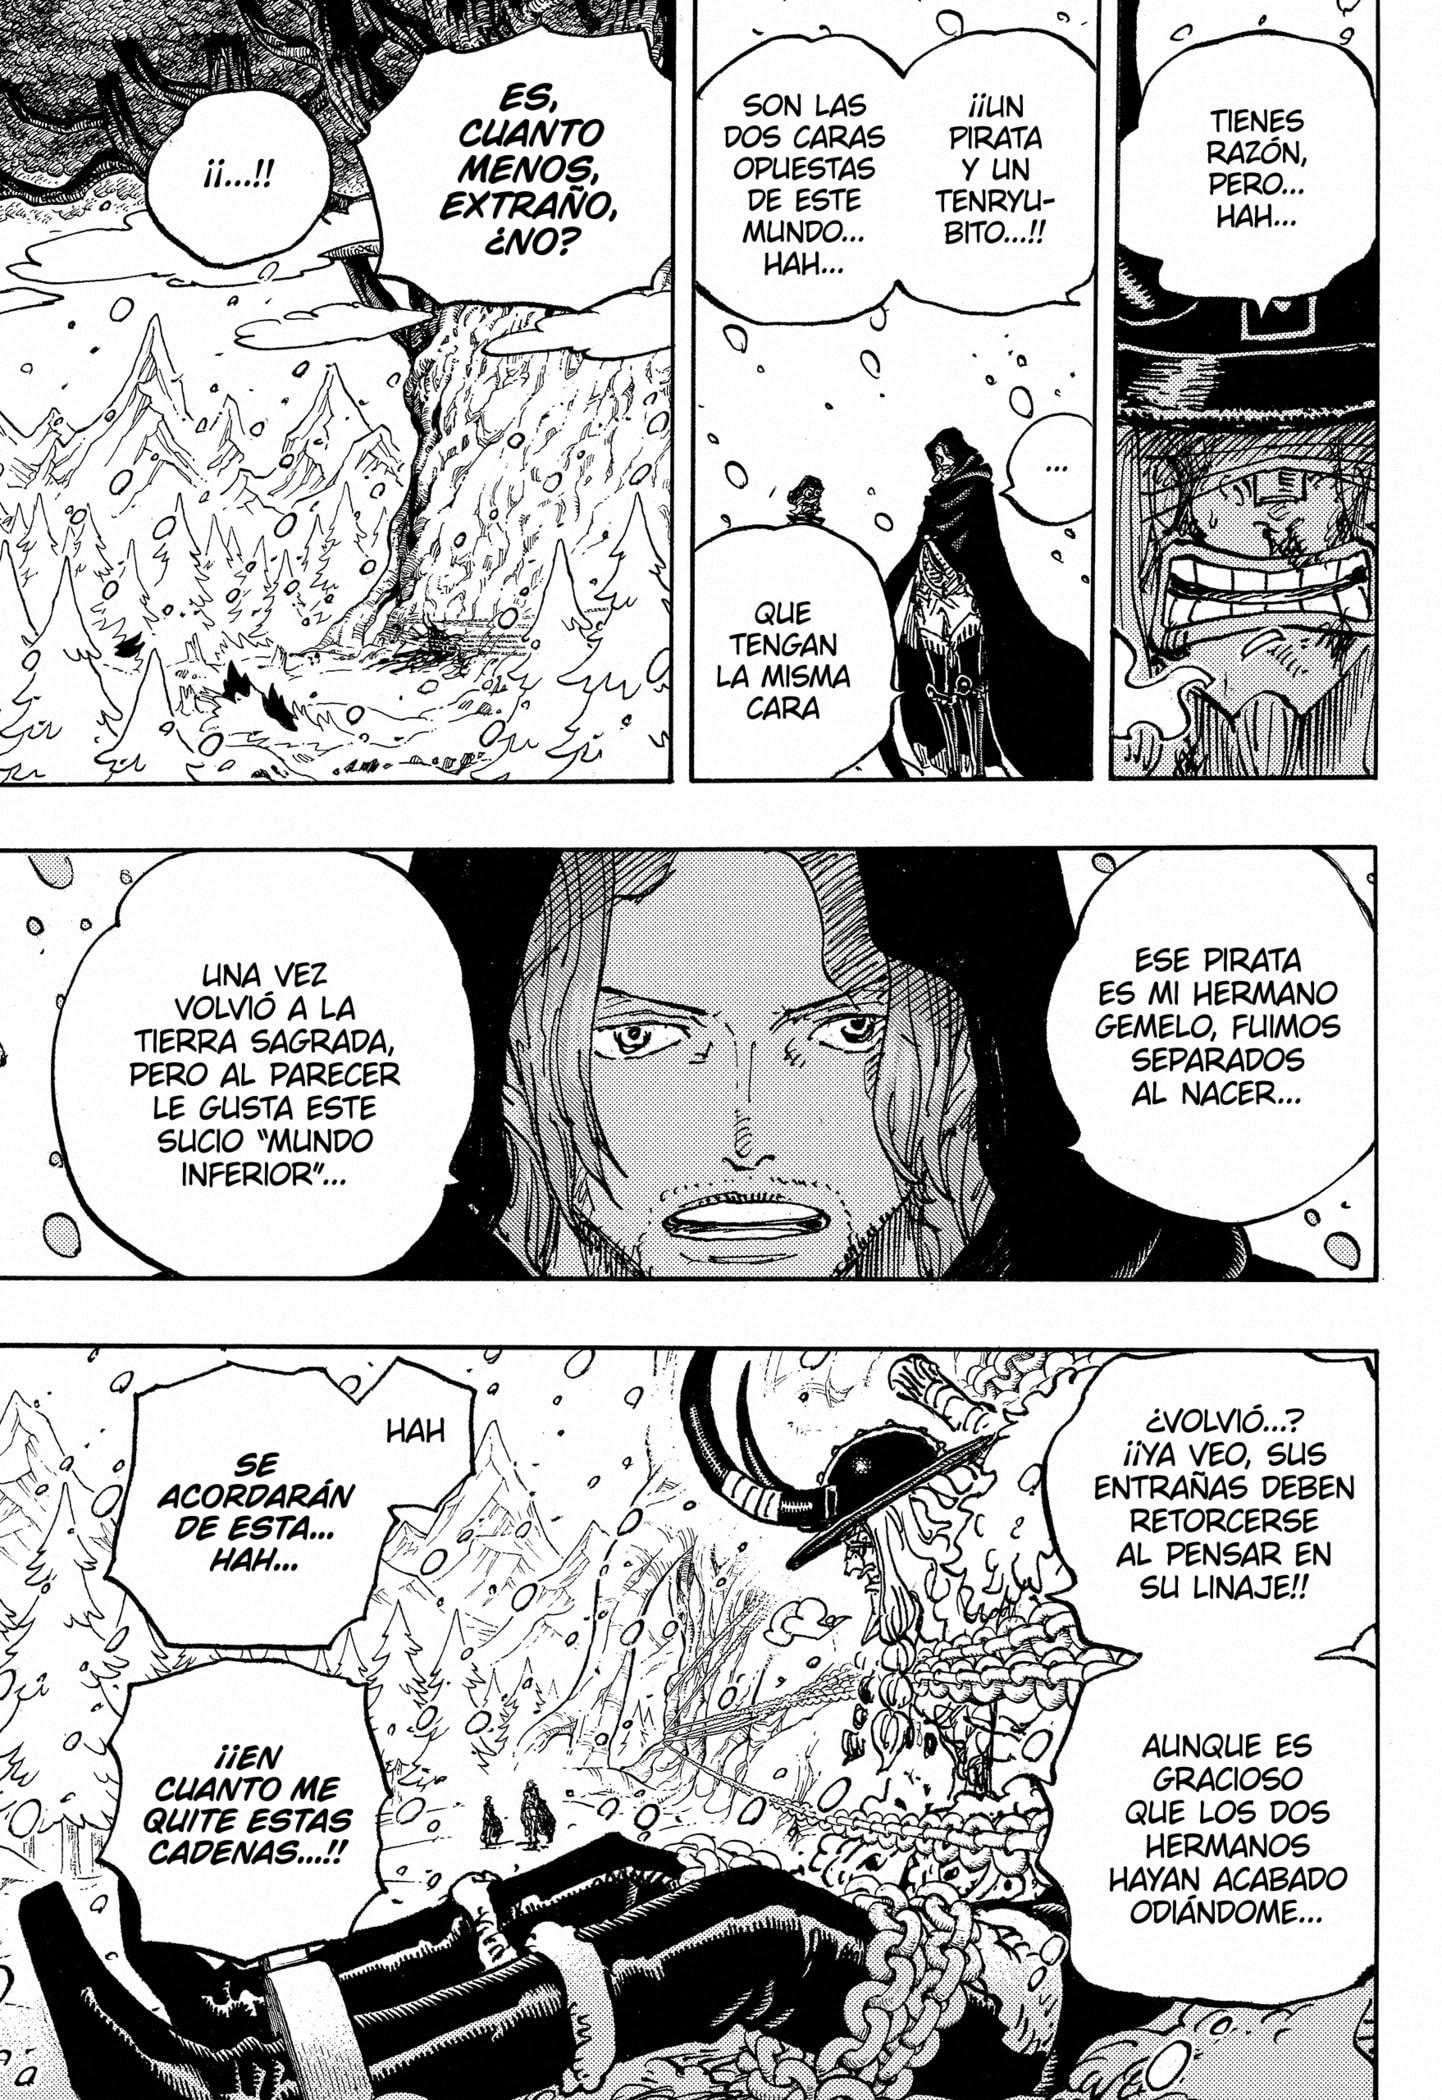 TIENES
RAZÓN,
PERO...
HAH...
¡¡UN
PIRATA
Y UN
TENRYU-
BITO...!!
SON LAS
DOS CARAS
OPUESTAS
DE ESTE
MUNDO...
HAH...
...
QUE
TENGAN
LA MISMA
CARA
ES,
CUANTO
MENOS,
EXTRAÑO,
¿NO?
¡¡...!!
ESE PIRATA
ES MI HERMANO
GEMELO, FUIMOS
SEPARADOS
AL NACER...
UNA VEZ
VOLVIÓ A LA
TIERRA SAGRADA,
PERO AL PARECER
LE GUSTA ESTE
SUCIO “MUNDO
INFERIOR”...
¿VOLVIÓ...?
¡¡YA VEO, SUS
ENTRAÑAS DEBEN
RETORCERSE
AL PENSAR EN
SU LINAJE!!
AUNQUE ES
GRACIOSO
QUE LOS DOS
HERMANOS
HAYAN ACABADO
ODIÁNDOME...
HAH
SE
ACORDARÁN
DE ESTA...
HAH...
¡¡EN
CUANTO ME
QUITE ESTAS
CADENAS...!!